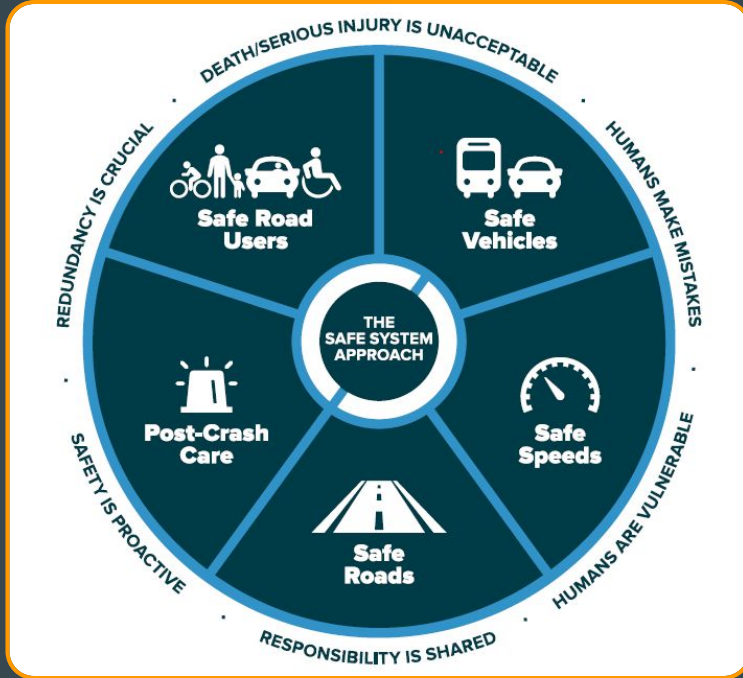 DEATH/SERIOUS INJURY IS UNACCEPTABLE
HUMANS MAKE MISTAKES
HUMANS ARE VULNERABLE
RESPONSIBILITY IS SHARED
SAFETY IS PROACTIVE
REDUNDANCY IS CRUCIAL
Safe Road
Users
Safe
Vehicles
Safe
Speeds
Safe
Roads
Post-Crash
Care
THE
SAFE SYSTEM
APPROACH